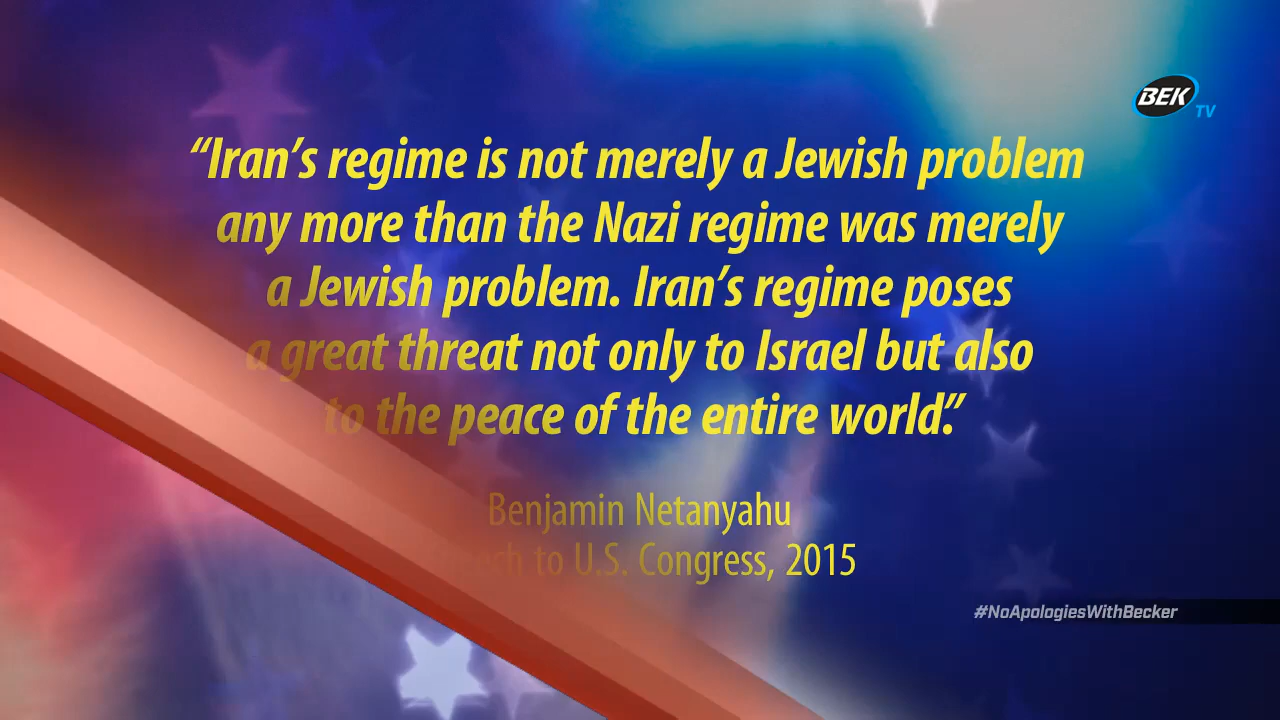 BEK TV
“Iran’s regime is not merely a Jewish problem
any more than the Nazi regime was merely
a Jewish problem. Iran’s regime poses
a great threat not only to Israel but also
to the peace of the entire world.”
Benjamin Netanyahu
to U.S. Congress, 2015
#NoApologiesWithBecker